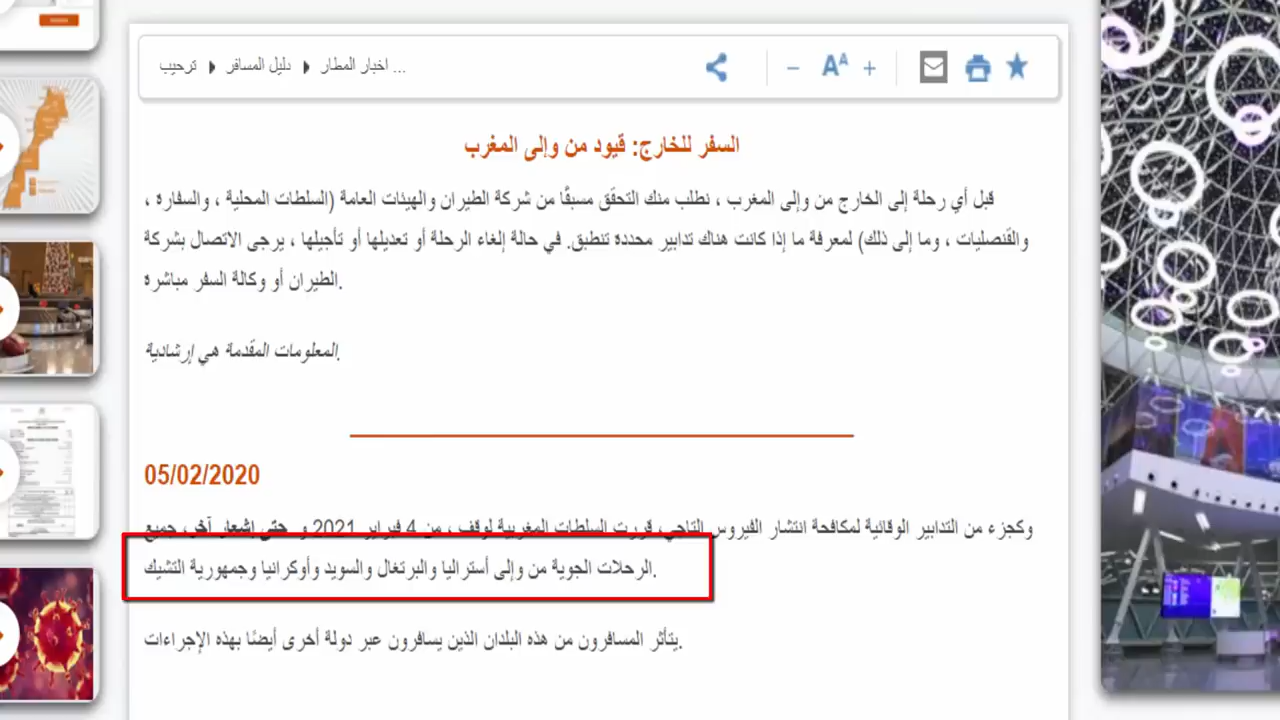 ترحيب ◂ دليل المسافر ◂ اخبار المطار ...
السفر للخارج: قيود من وإلى المغرب
قبل أي رحلة إلى الخارج من وإلى المغرب ، نطلب منك التحقق مسبقًا من شركة الطيران والهيئات العامة (السلطات المحلية ، والسفارة ،
والقنصليات ، وما إلى ذلك) لمعرفة ما إذا كانت هناك تدابير محددة تنطبق. في حالة إلغاء الرحلة أو تعديلها أو تأجيلها ، يرجى الاتصال بشركة
الطيران أو وكالة السفر مباشرة.
المعلومات المقدمة هي إرشادية.
05/02/2020
وكجزء من التدابير الوقائية لمكافحة انتشار الفيروس التاجي، قررت السلطات المغربية لوقف ، من 4 فبراير 2021 و حتى إشعار آخر، جميع
الرحلات الجوية من وإلى أستراليا والبرتغال والسويد وأوكرانيا وجمهورية التشيك.
يتأثر المسافرون من هذه البلدان الذين يسافرون عبر دولة أخرى أيضًا بهذه الإجراءات.